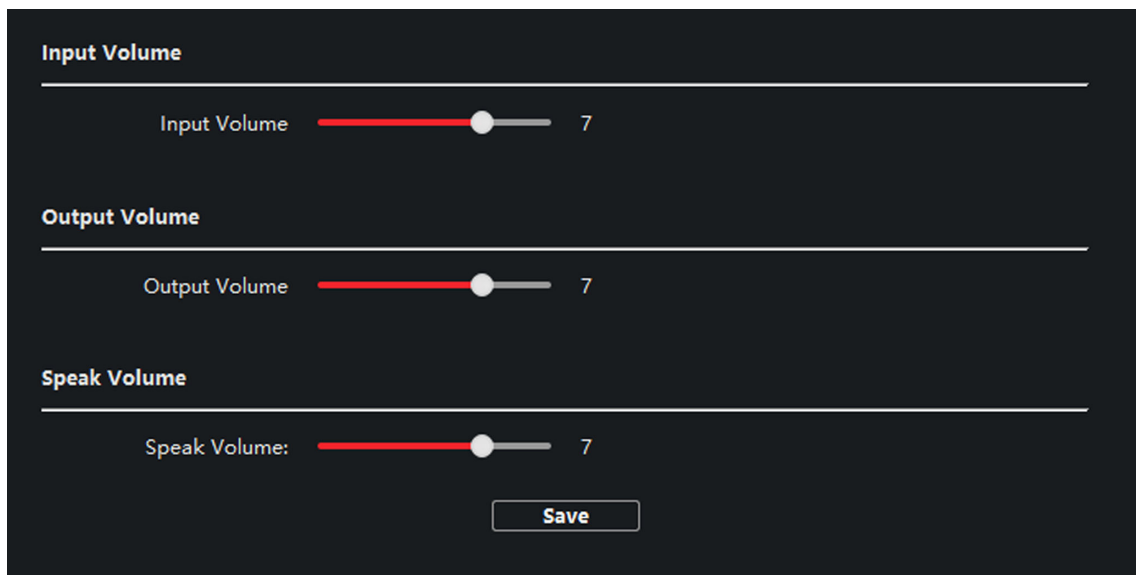 Input Volume
Input Volume 7
Output Volume
Output Volume 7
Speak Volume
Speak Volume: 7
Save